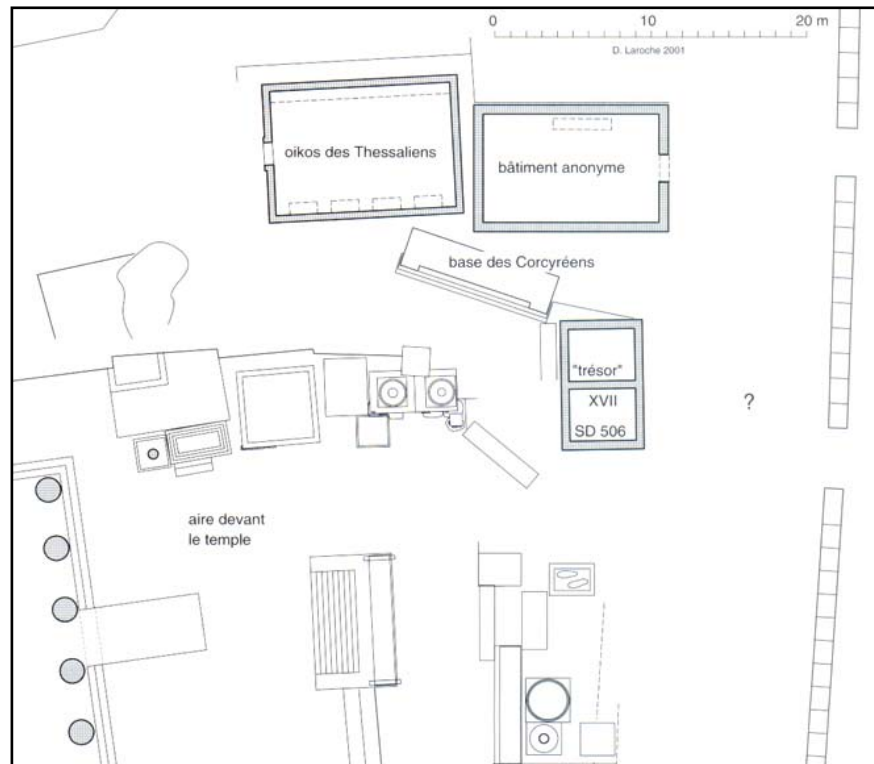 0 10 20 m
D. Laroche 2001
oikos des Thessaliens
bâtiment anonyme
base des Corcyréens
"trésor"
XVII
SD 506
?
aire devant
le temple